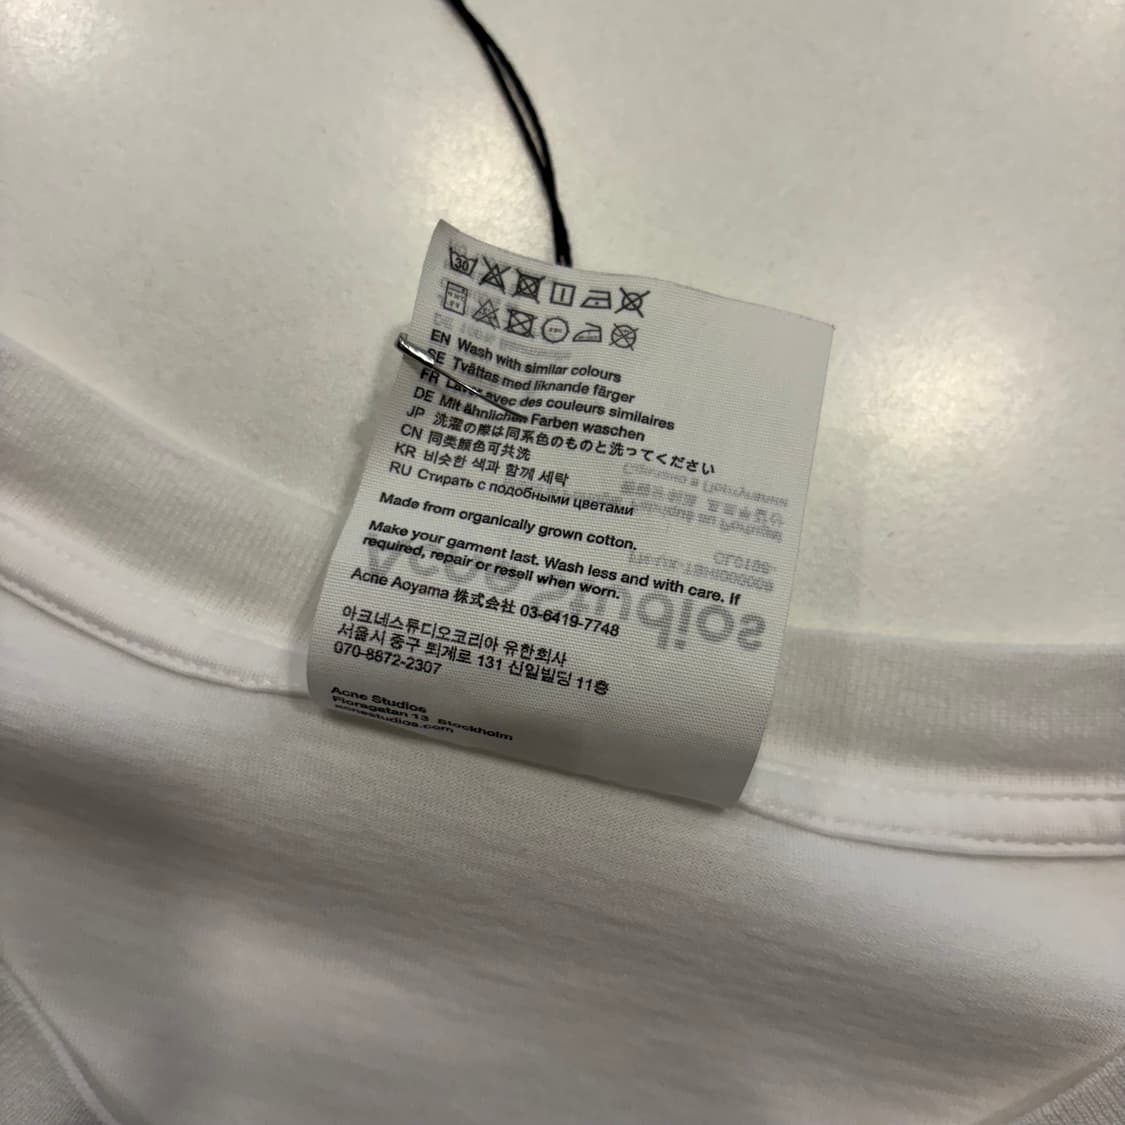 30
EN Wash with similar colours
SE Tvättas med liknande färger
FR Laver avec des couleurs similaires
DE Mit ähnlichen Farben waschen
JP 洗濯の際は同系色のものと洗ってください
CN 同类颜色可共洗
KR 비슷한 색과 함께 세탁
RU Стирать с подобными цветами
Made from organically grown cotton.
Make your garment last. Wash less and with care. If
required, repair or resell when worn.
Acne Aoyama 株式会社 03-6419-7748
아크네스튜디오코리아 유한회사
서울시 중구 퇴계로 131 신일빌딩 11층
070-8872-2307
Acne Studios
Floragatan 13 Stockholm
acnestudios.com